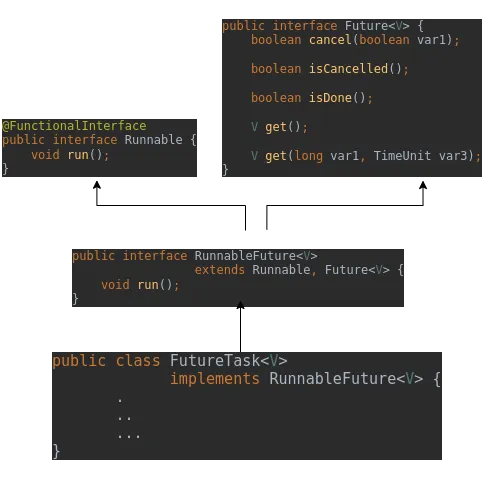 public interface Future<V> {
boolean cancel(boolean var1);
boolean isCancelled();
boolean isDone();
V get();
V get(long var1, TimeUnit var3);
}
@FunctionalInterface
public interface Runnable {
void run();
}
public interface RunnableFuture<V>
extends Runnable, Future<V> {
void run();
}
public class FutureTask<V>
implements RunnableFuture<V> {
.
..
...
}